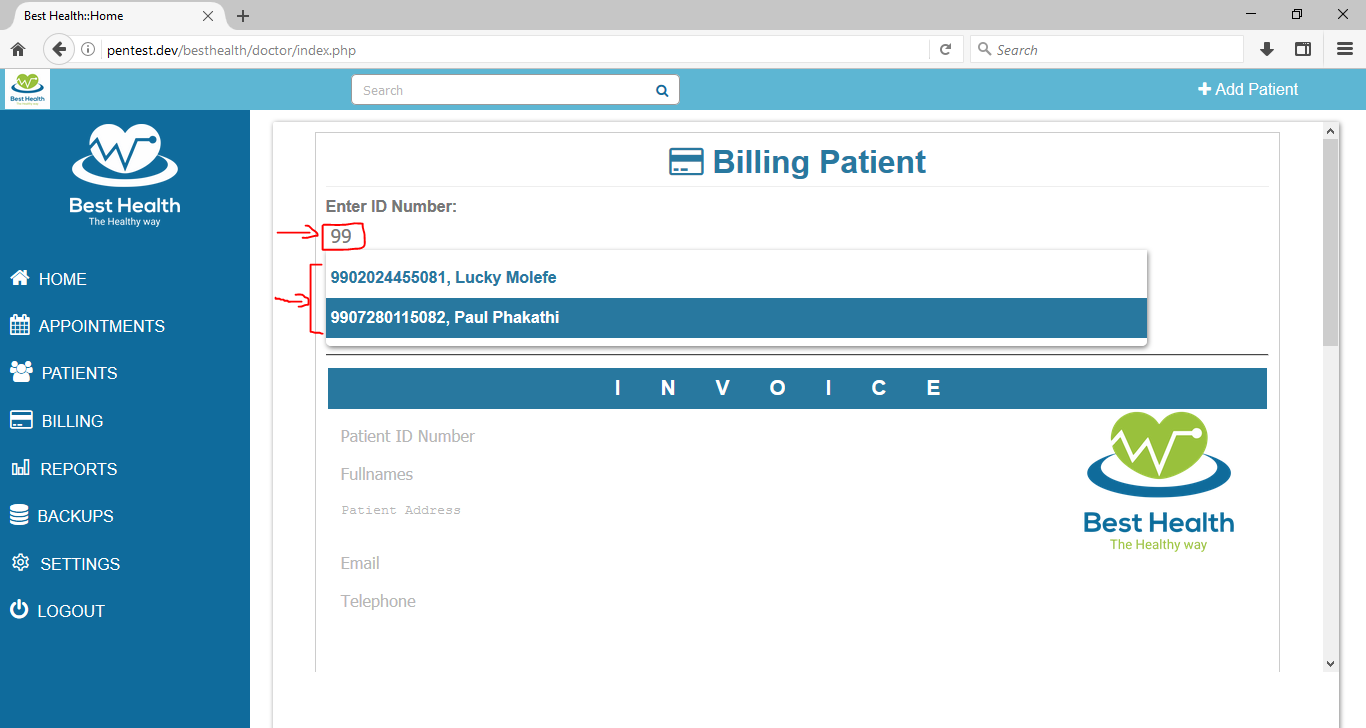 Best Health::Home
pentest.dev/besthealth/doctor/index.php
Search
Best Health
Search
Add Patient
Best Health
The Healthy way
HOME
APPOINTMENTS
PATIENTS
BILLING
REPORTS
BACKUPS
SETTINGS
LOGOUT
Billing Patient
Enter ID Number:
99
9902024455081, Lucky Molefe
9907280115082, Paul Phakathi
I N V O I C E
Patient ID Number
Fullnames
Patient Address
Email
Telephone
Best Health
The Healthy way